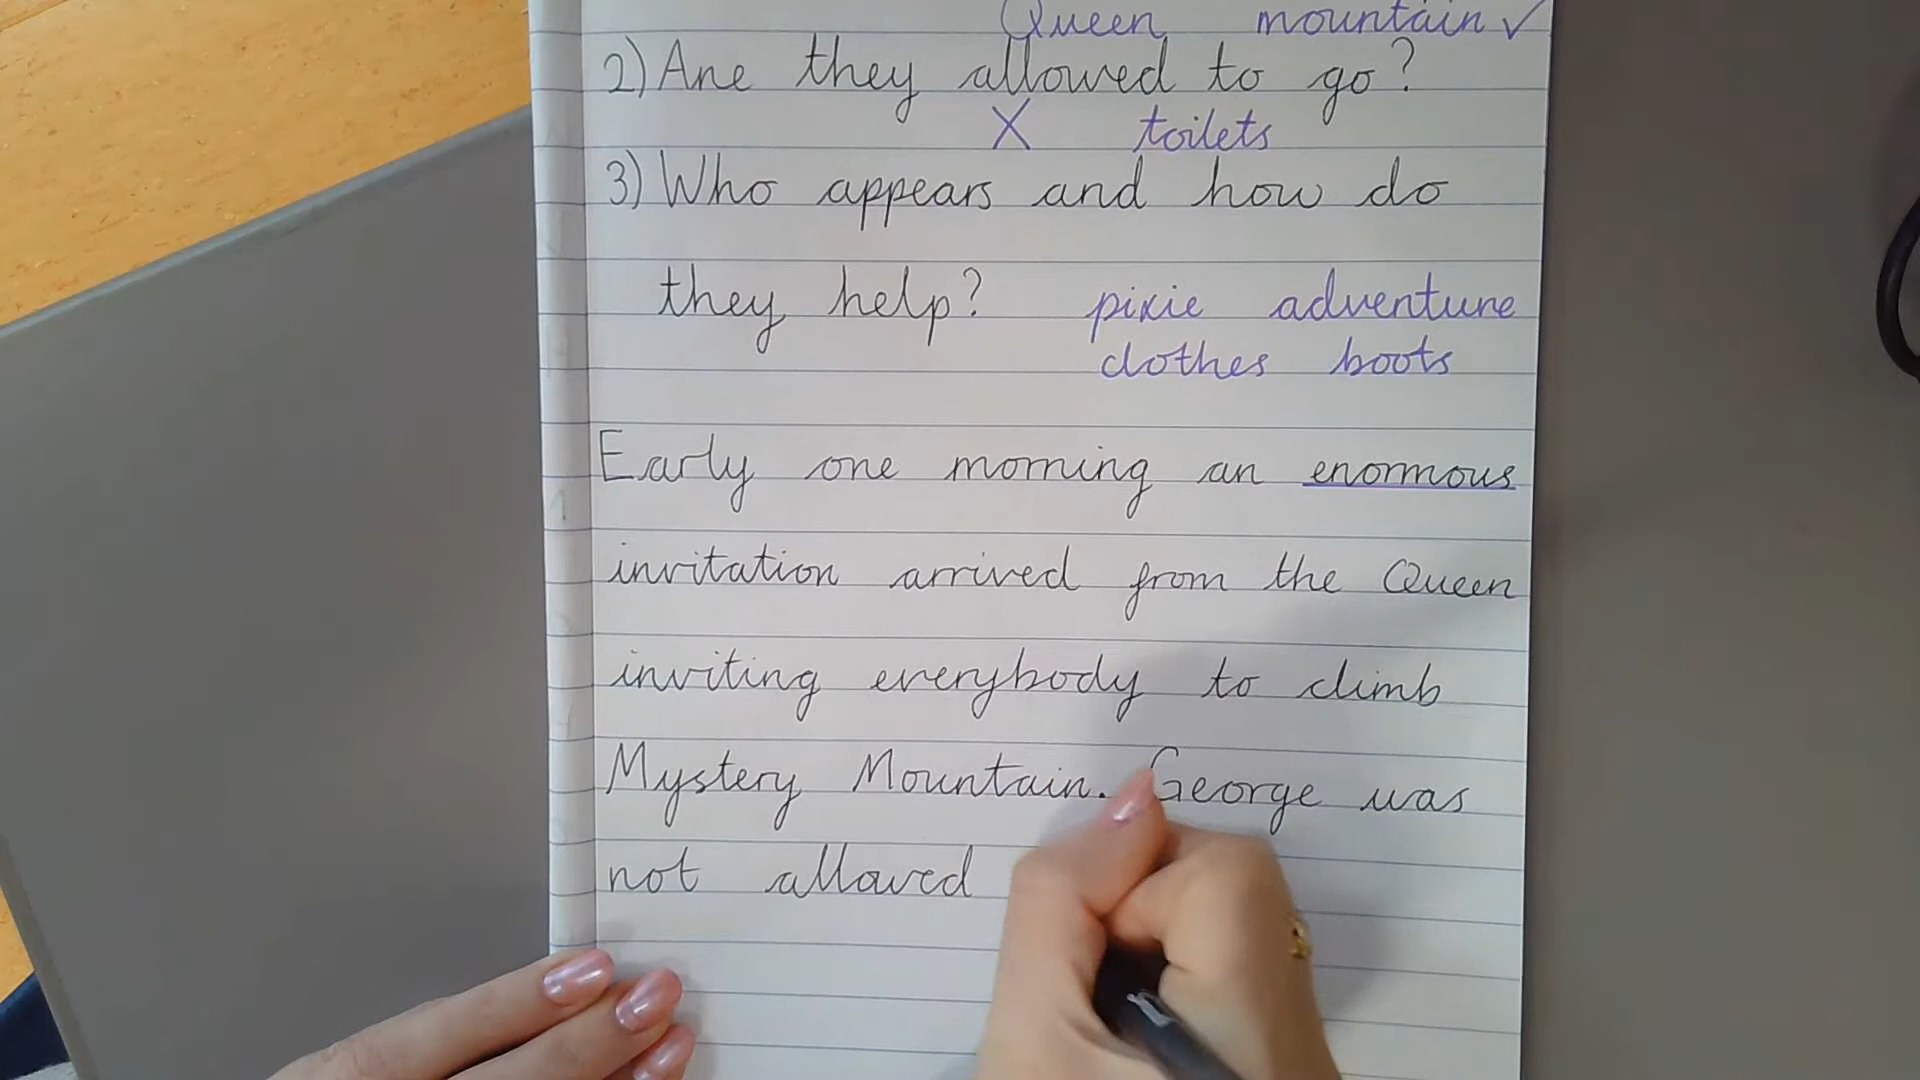 Queen mountain ✓
2) Are they allowed to go?
X toilets
3) Who appears and how do
they help? pixie adventure
clothes boots
Early one morning an enormous
invitation arrived from the Queen
inviting everybody to climb
Mystery Mountain. George was
not allowed